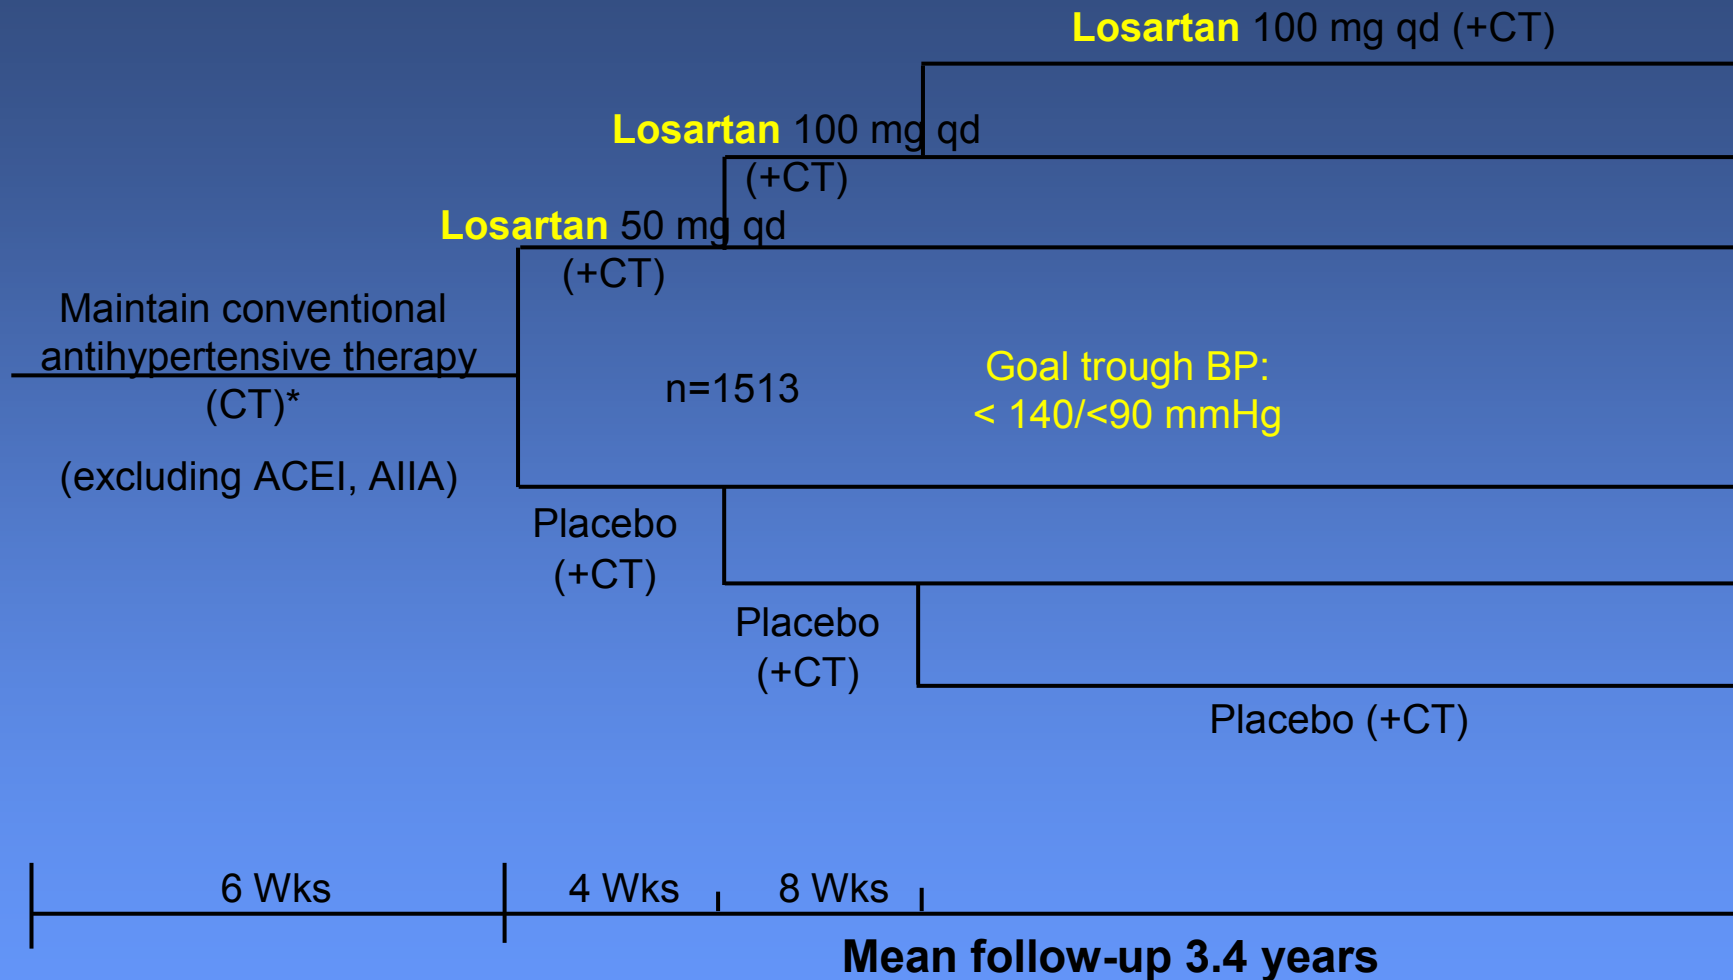 Losartan 100 mg qd (+CT)
Losartan 100 mg qd
(+CT)
Losartan 50 mg qd
(+CT)
Maintain conventional
antihypertensive therapy
(CT)*
(excluding ACEI, AIIA)
n=1513
Goal trough BP:
< 140/<90 mmHg
Placebo
(+CT)
Placebo
(+CT)
Placebo (+CT)
6 Wks
4 Wks
8 Wks
Mean follow-up 3.4 years